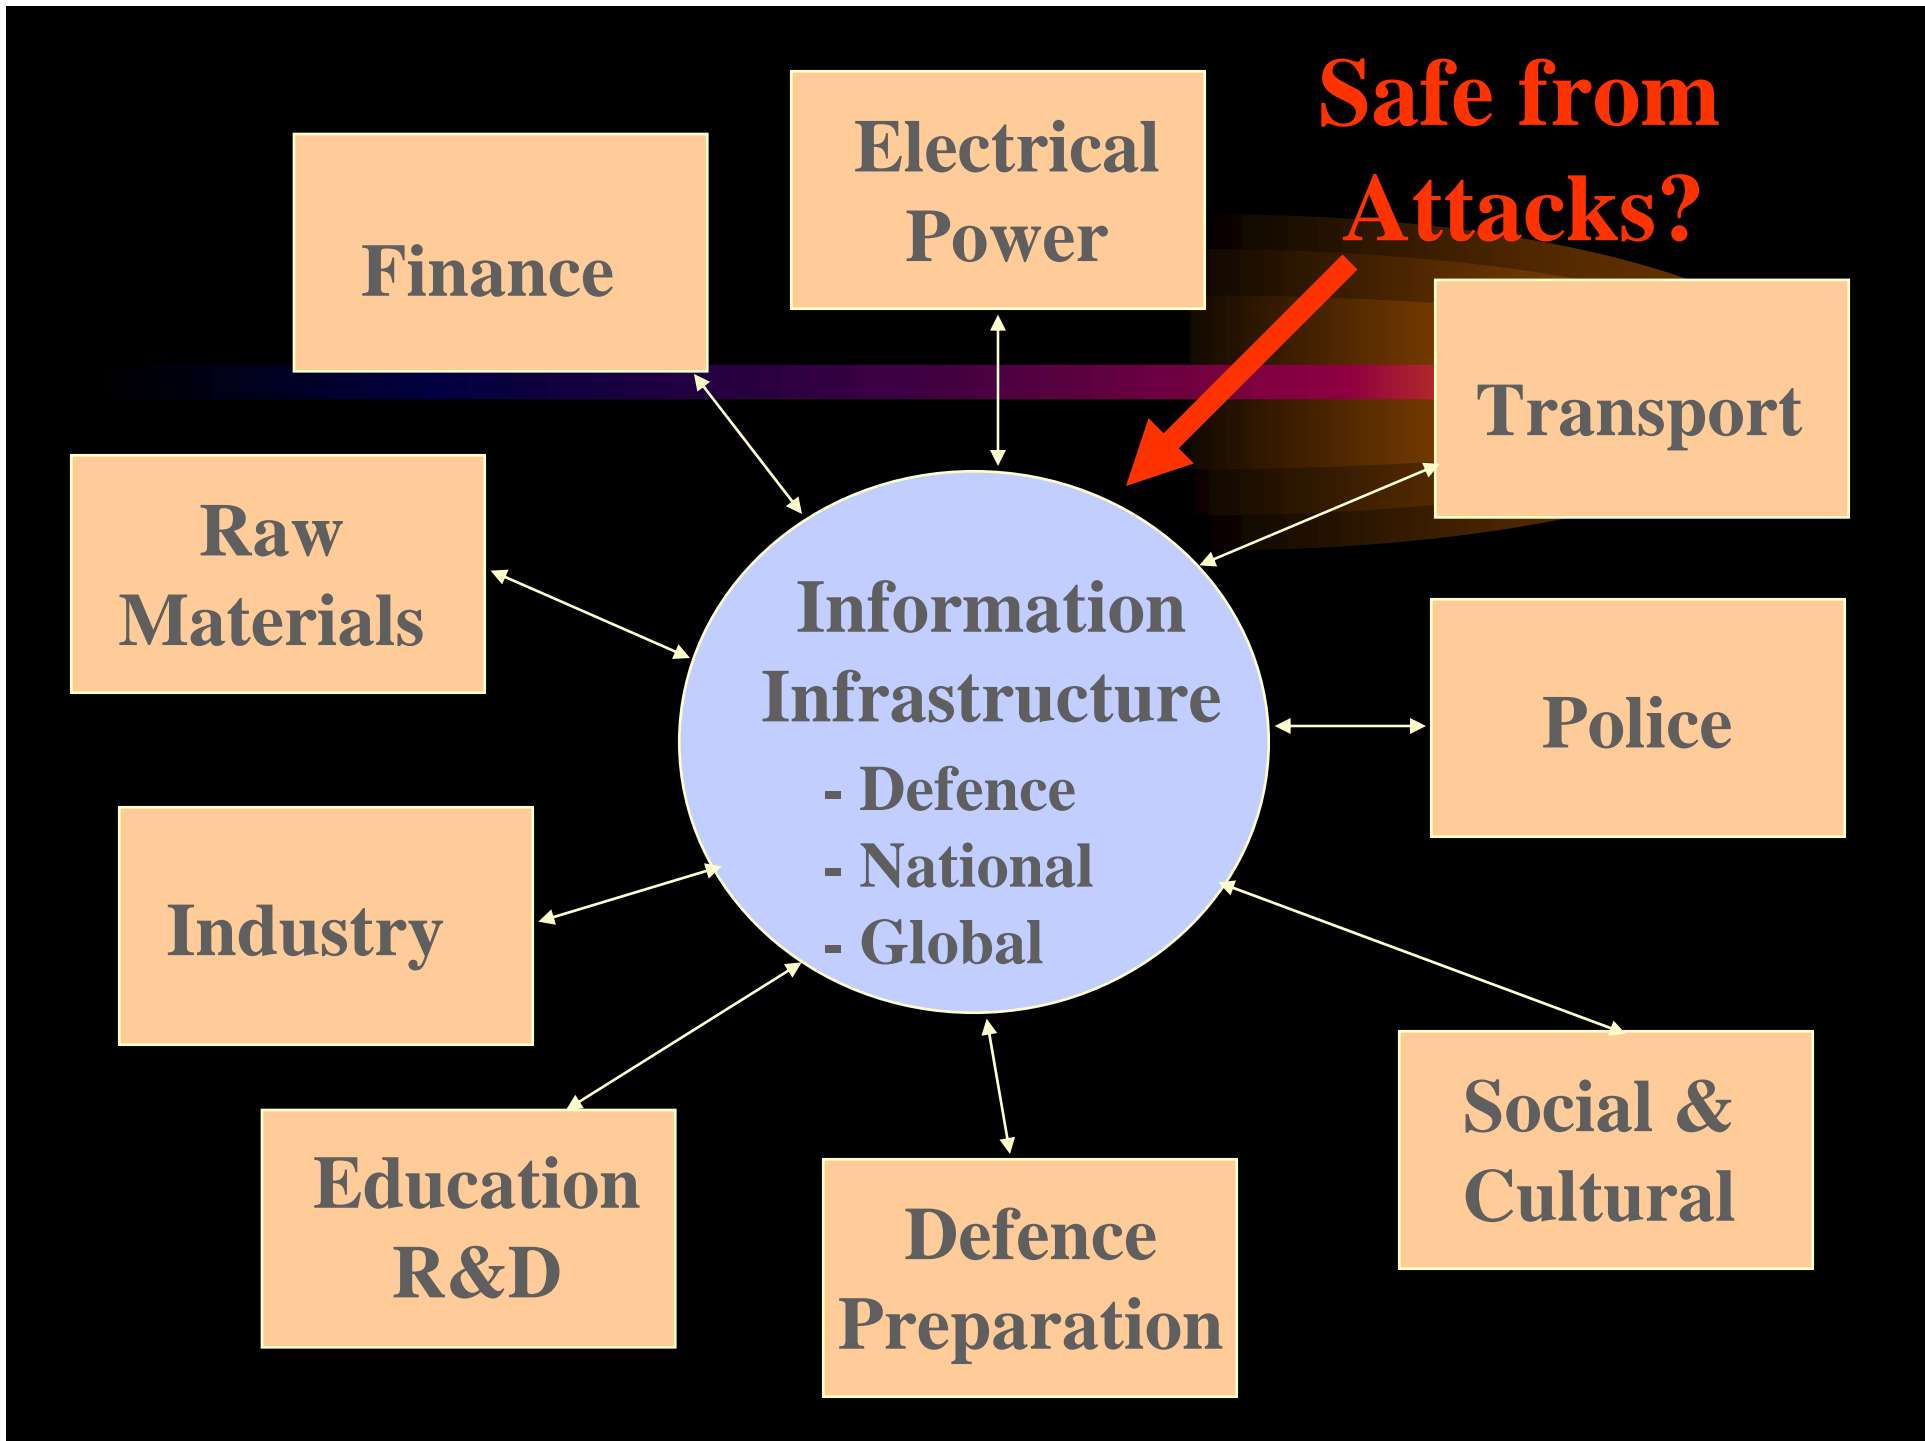 Safe from
Attacks?
Electrical
Power
Finance
Transport
Raw
Materials
Information
Infrastructure
- Defence
- National
- Global
Police
Industry
Social &
Cultural
Education
R&D
Defence
Preparation